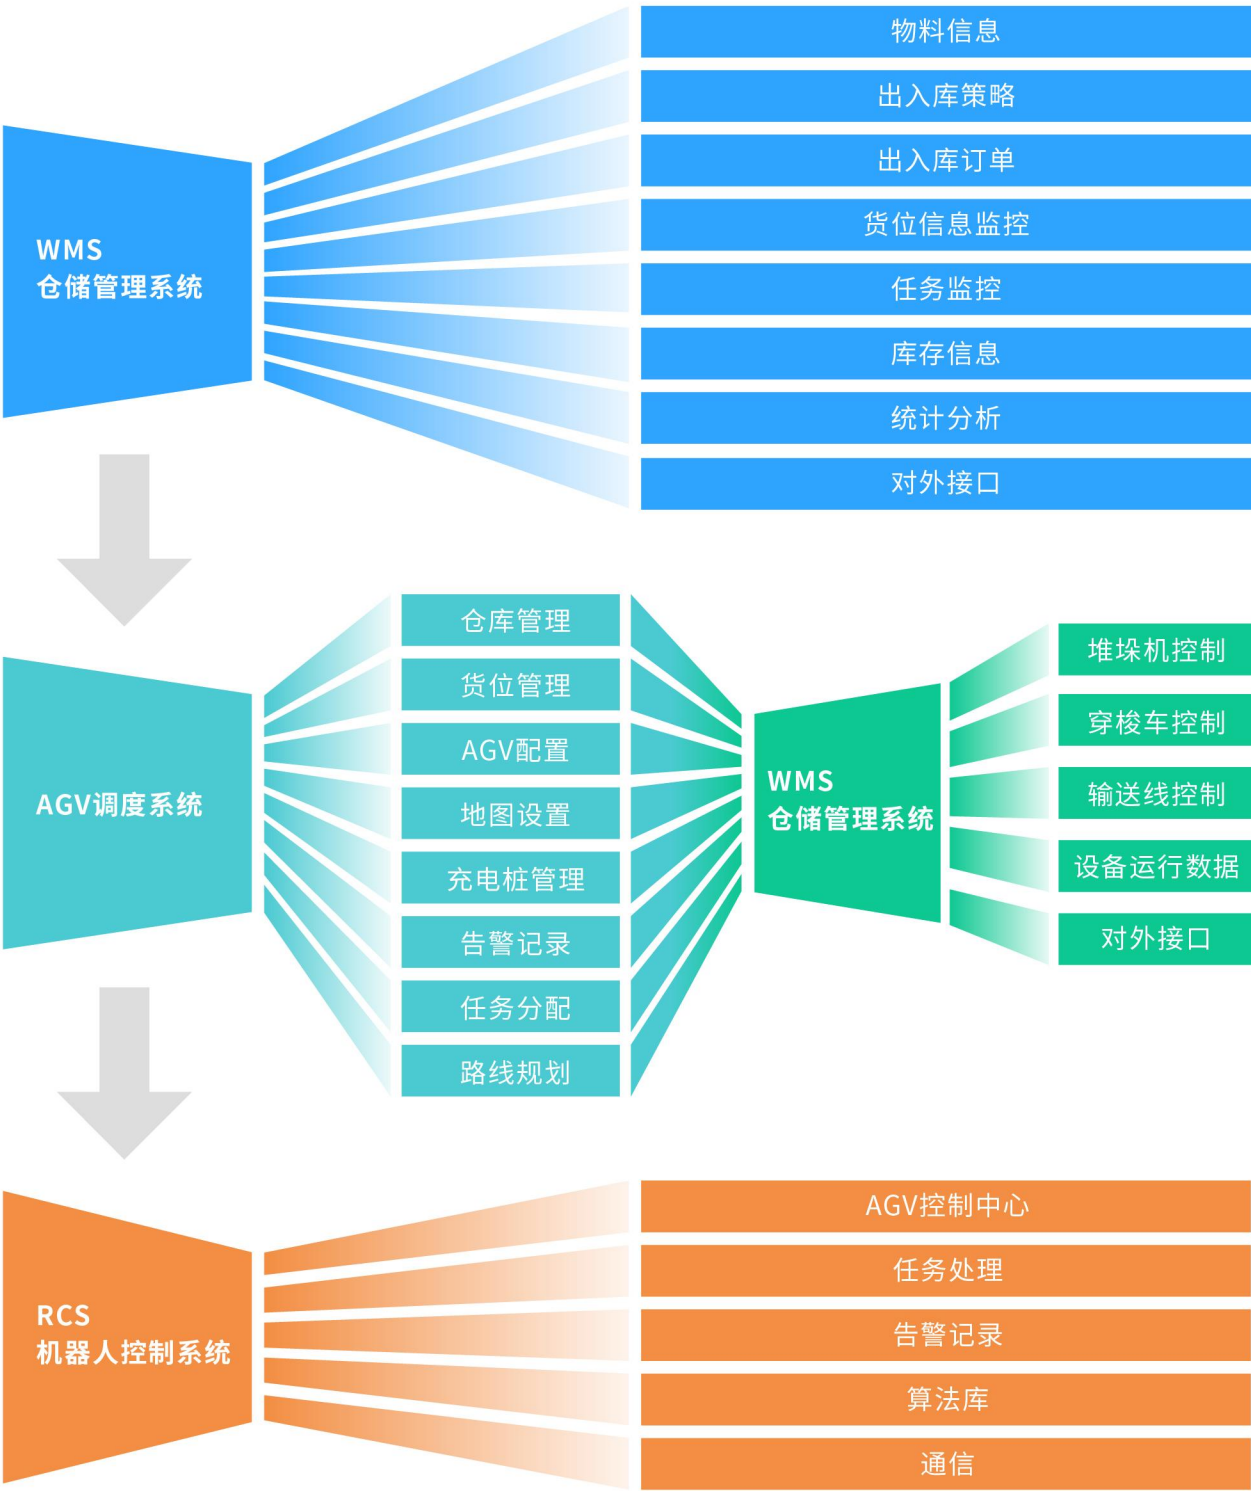 WMS
仓储管理系统
物料信息
出入库策略
出入库订单
货位信息监控
任务监控
库存信息
统计分析
对外接口
AGV调度系统
仓库管理
货位管理
AGV配置
地图设置
充电桩管理
告警记录
任务分配
路线规划
WMS
仓储管理系统
堆垛机控制
穿梭车控制
输送线控制
设备运行数据
对外接口
RCS
机器人控制系统
AGV控制中心
任务处理
告警记录
算法库
通信